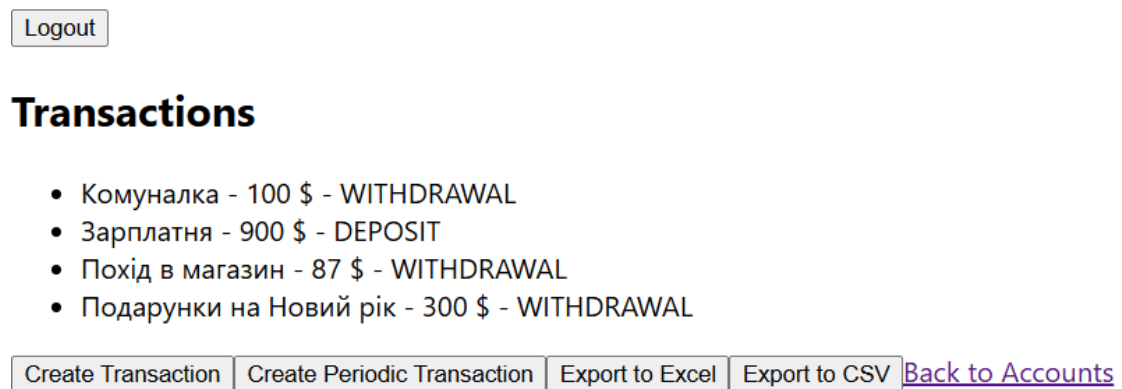 Logout
Transactions
Комуналка - 100 $ - WITHDRAWAL
Зарплатня - 900 $ - DEPOSIT
Похід в магазин - 87 $ - WITHDRAWAL
Подарунки на Новий рік - 300 $ - WITHDRAWAL
Create Transaction Create Periodic Transaction Export to Excel Export to CSV Back to Accounts